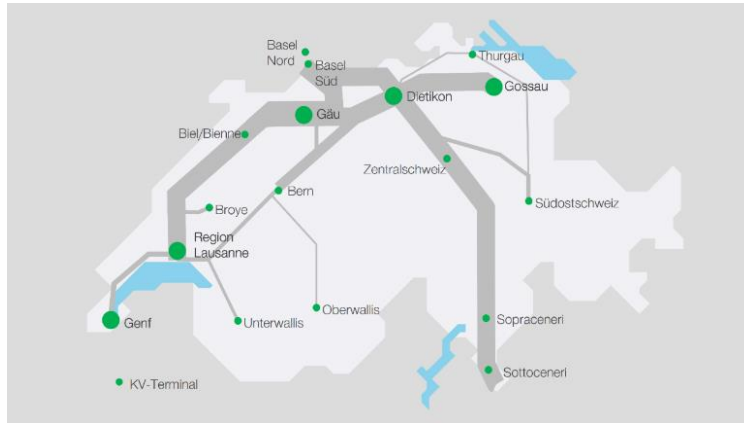 Basel
Nord
Basel
Süd
Thurgau
Dietikon
Gossau
Gäu
Biel/Bienne
Zentralschweiz
Bern
Südostschweiz
Broye
Region
Lausanne
Oberwallis
Unterwallis
Genf
Sopraceneri
Sottoceneri
KV-Terminal